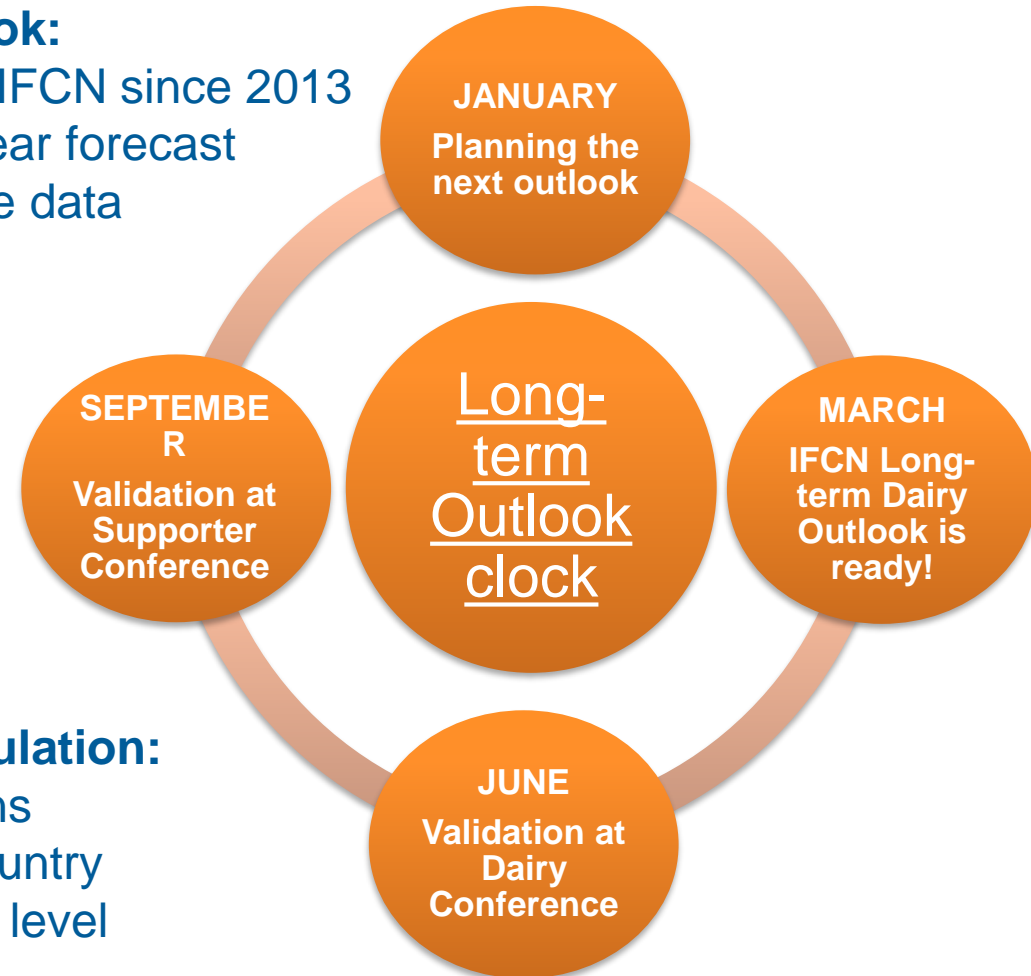 ok:
IFCN since 2013
ear forecast
e data
JANUARY
Planning the
next outlook
SEPTEMBE
R
Validation at
Supporter
Conference
Long-
term
Outlook
clock
MARCH
IFCN Long-
term Dairy
Outlook is
ready!
ulation:
ns
untry
level
JUNE
Validation at
Dairy
Conference